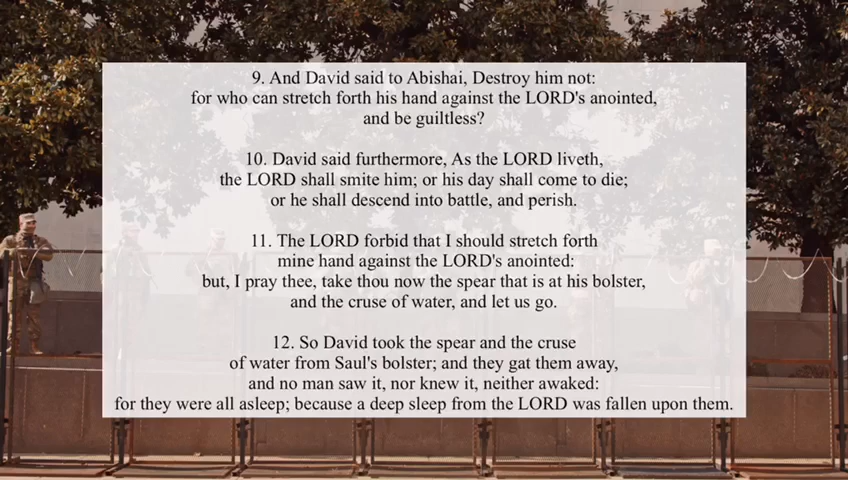 9. And David said to Abishai, Destroy him not:
for who can stretch forth his hand against the LORD's anointed,
and be guiltless?
10. David said furthermore, As the LORD liveth,
the LORD shall smite him; or his day shall come to die;
or he shall descend into battle, and perish.
11. The LORD forbid that I should stretch forth
mine hand against the LORD's anointed:
but, I pray thee, take thou now the spear that is at his bolster,
and the cruse of water, and let us go.
12. So David took the spear and the cruse
of water from Saul's bolster; and they gat them away,
and no man saw it, nor knew it, neither awaked:
for they were all asleep; because a deep sleep from the LORD was fallen upon them.